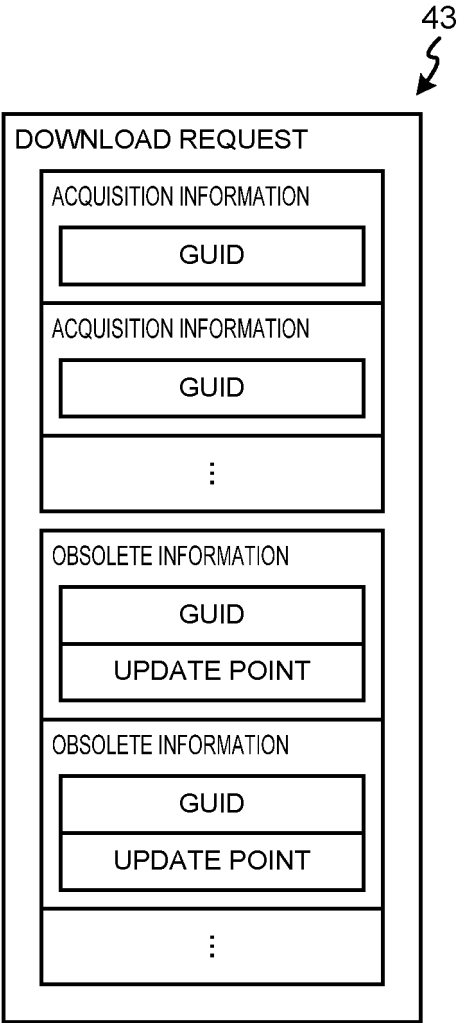 43
DOWNLOAD REQUEST
ACQUISITION INFORMATION
GUID
ACQUISITION INFORMATION
GUID
⋮
OBSOLETE INFORMATION
GUID
UPDATE POINT
OBSOLETE INFORMATION
GUID
UPDATE POINT
⋮